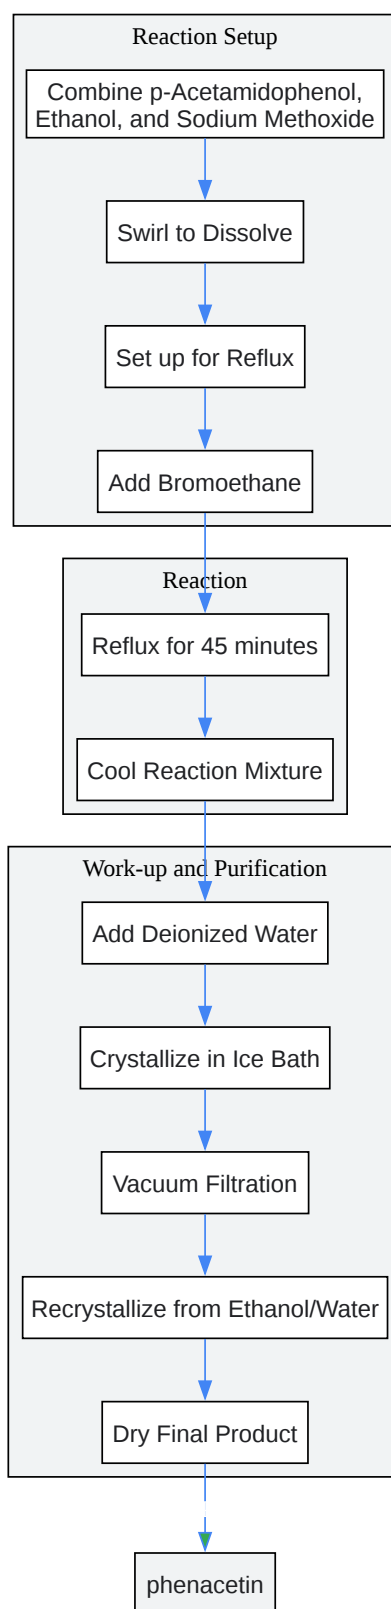 Reaction Setup
Combine p-Acetamidophenol,
Ethanol, and Sodium Methoxide
Swirl to Dissolve
Set up for Reflux
Add Bromoethane
Reaction
Reflux for 45 minutes
Cool Reaction Mixture
Work-up and Purification
Add Deionized Water
Crystallize in Ice Bath
Vacuum Filtration
Recrystallize from Ethanol/Water
Dry Final Product
phenacetin